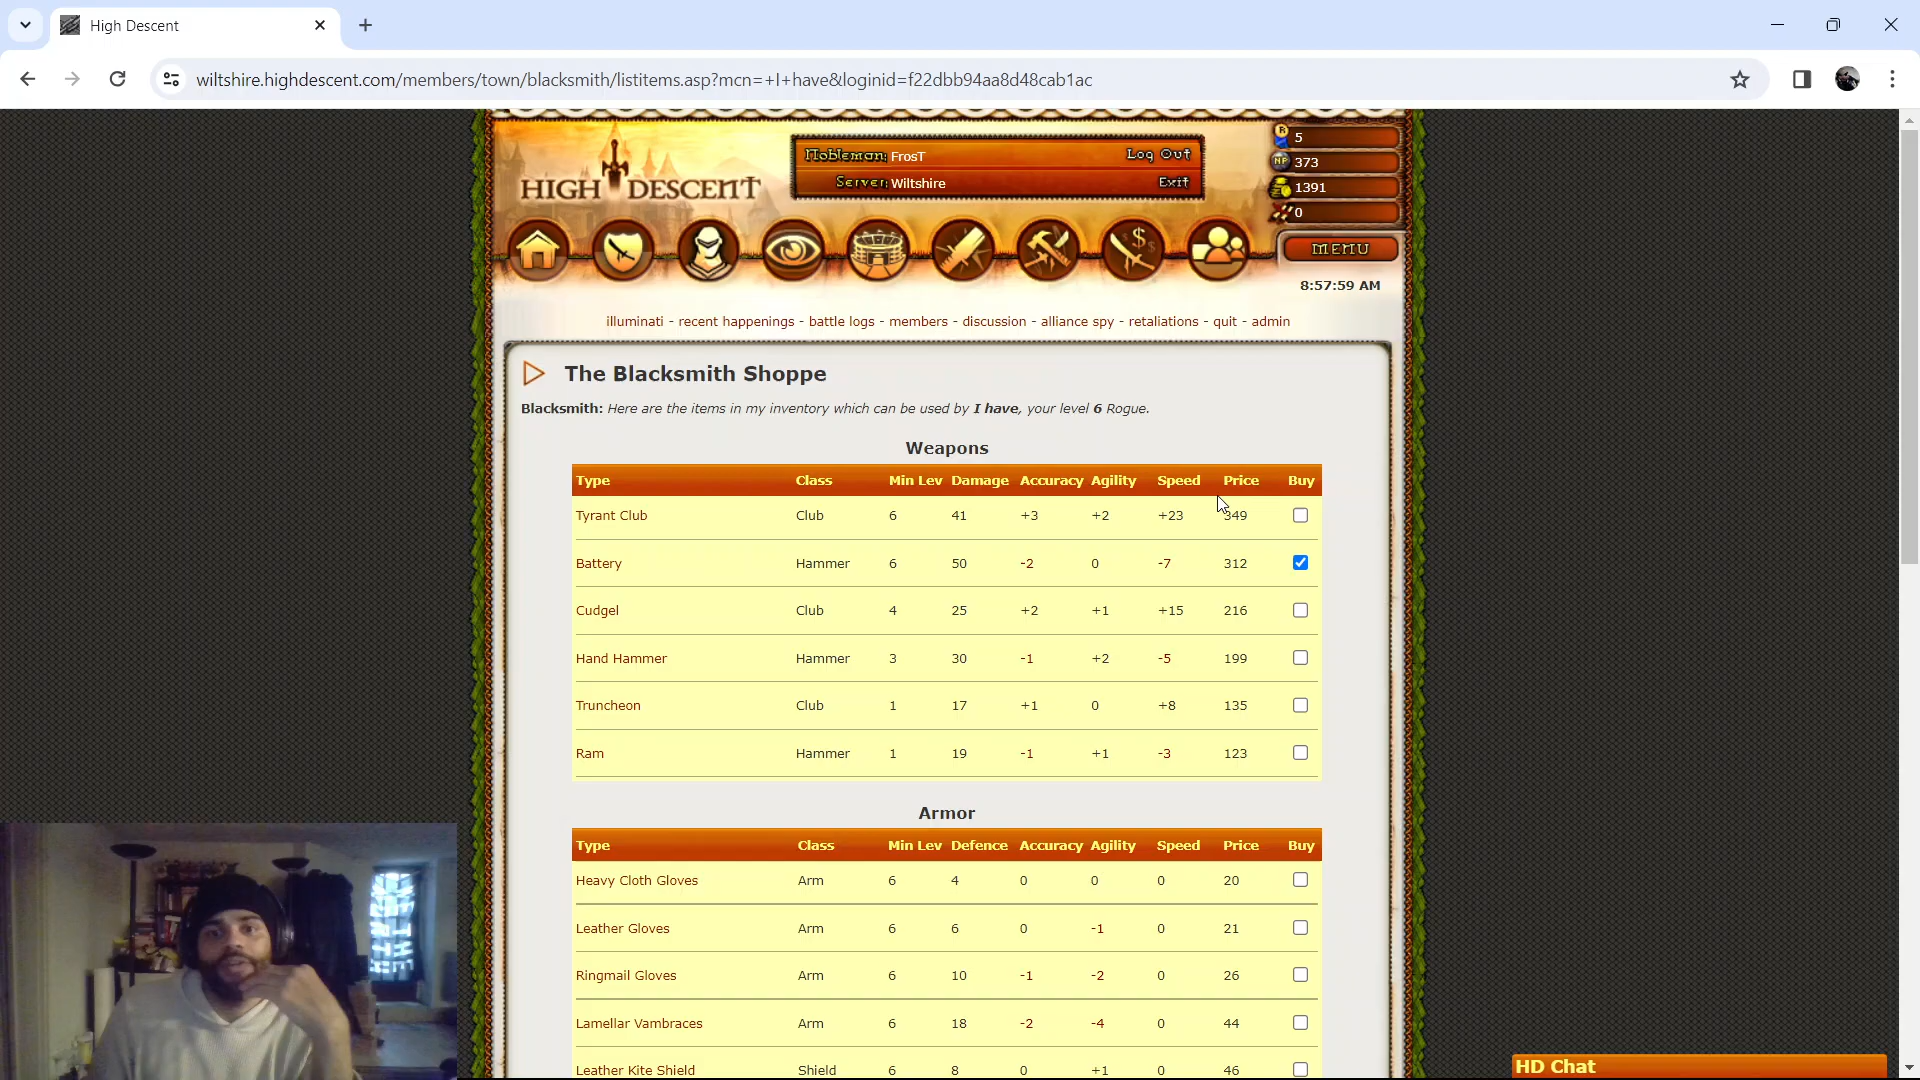 High Descent
wiltshire.highdescent.com/members/town/blacksmith/listitems.asp?mcn=+I+have&loginid=f22dbb94aa8d48cab1ac
HIGH DESCENT
Nobleman: FrosT
Log Out
Server: Wiltshire
Exit
R 5
NP 373
1391
0
MENU
8:57:59 AM
illuminati - recent happenings - battle logs - members - discussion - alliance spy - retaliations - quit - admin
The Blacksmith Shoppe
Blacksmith: Here are the items in my inventory which can be used by I have, your level 6 Rogue.
Weapons
Type Class Min Lev Damage Accuracy Agility Speed Price Buy
Tyrant Club Club 6 41 +3 +2 +23 349
Battery Hammer 6 50 -2 0 -7 312
Cudgel Club 4 25 +2 +1 +15 216
Hand Hammer Hammer 3 30 -1 +2 -5 199
Truncheon Club 1 17 +1 0 +8 135
Ram Hammer 1 19 -1 +1 -3 123
Armor
Type Class Min Lev Defence Accuracy Agility Speed Price Buy
Heavy Cloth Gloves Arm 6 4 0 0 0 20
Leather Gloves Arm 6 6 0 -1 0 21
Ringmail Gloves Arm 6 10 -1 -2 0 26
Lamellar Vambraces Arm 6 18 -2 -4 0 44
Leather Kite Shield Shield 6 8 0 +1 0 46
HD Chat